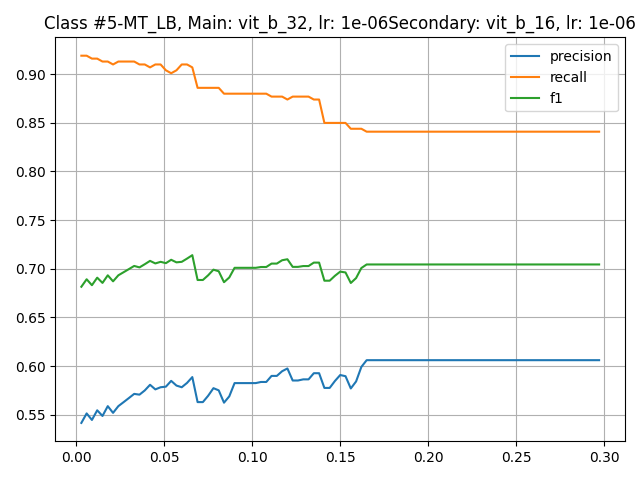 Class #5-MT_LB, Main: vit_b_32, lr: 1e-06Secondary: vit_b_16, lr: 1e-06
precision
recall
f1
0.90
0.85
0.80
0.75
0.70
0.65
0.60
0.55
0.00 0.05 0.10 0.15 0.20 0.25 0.30